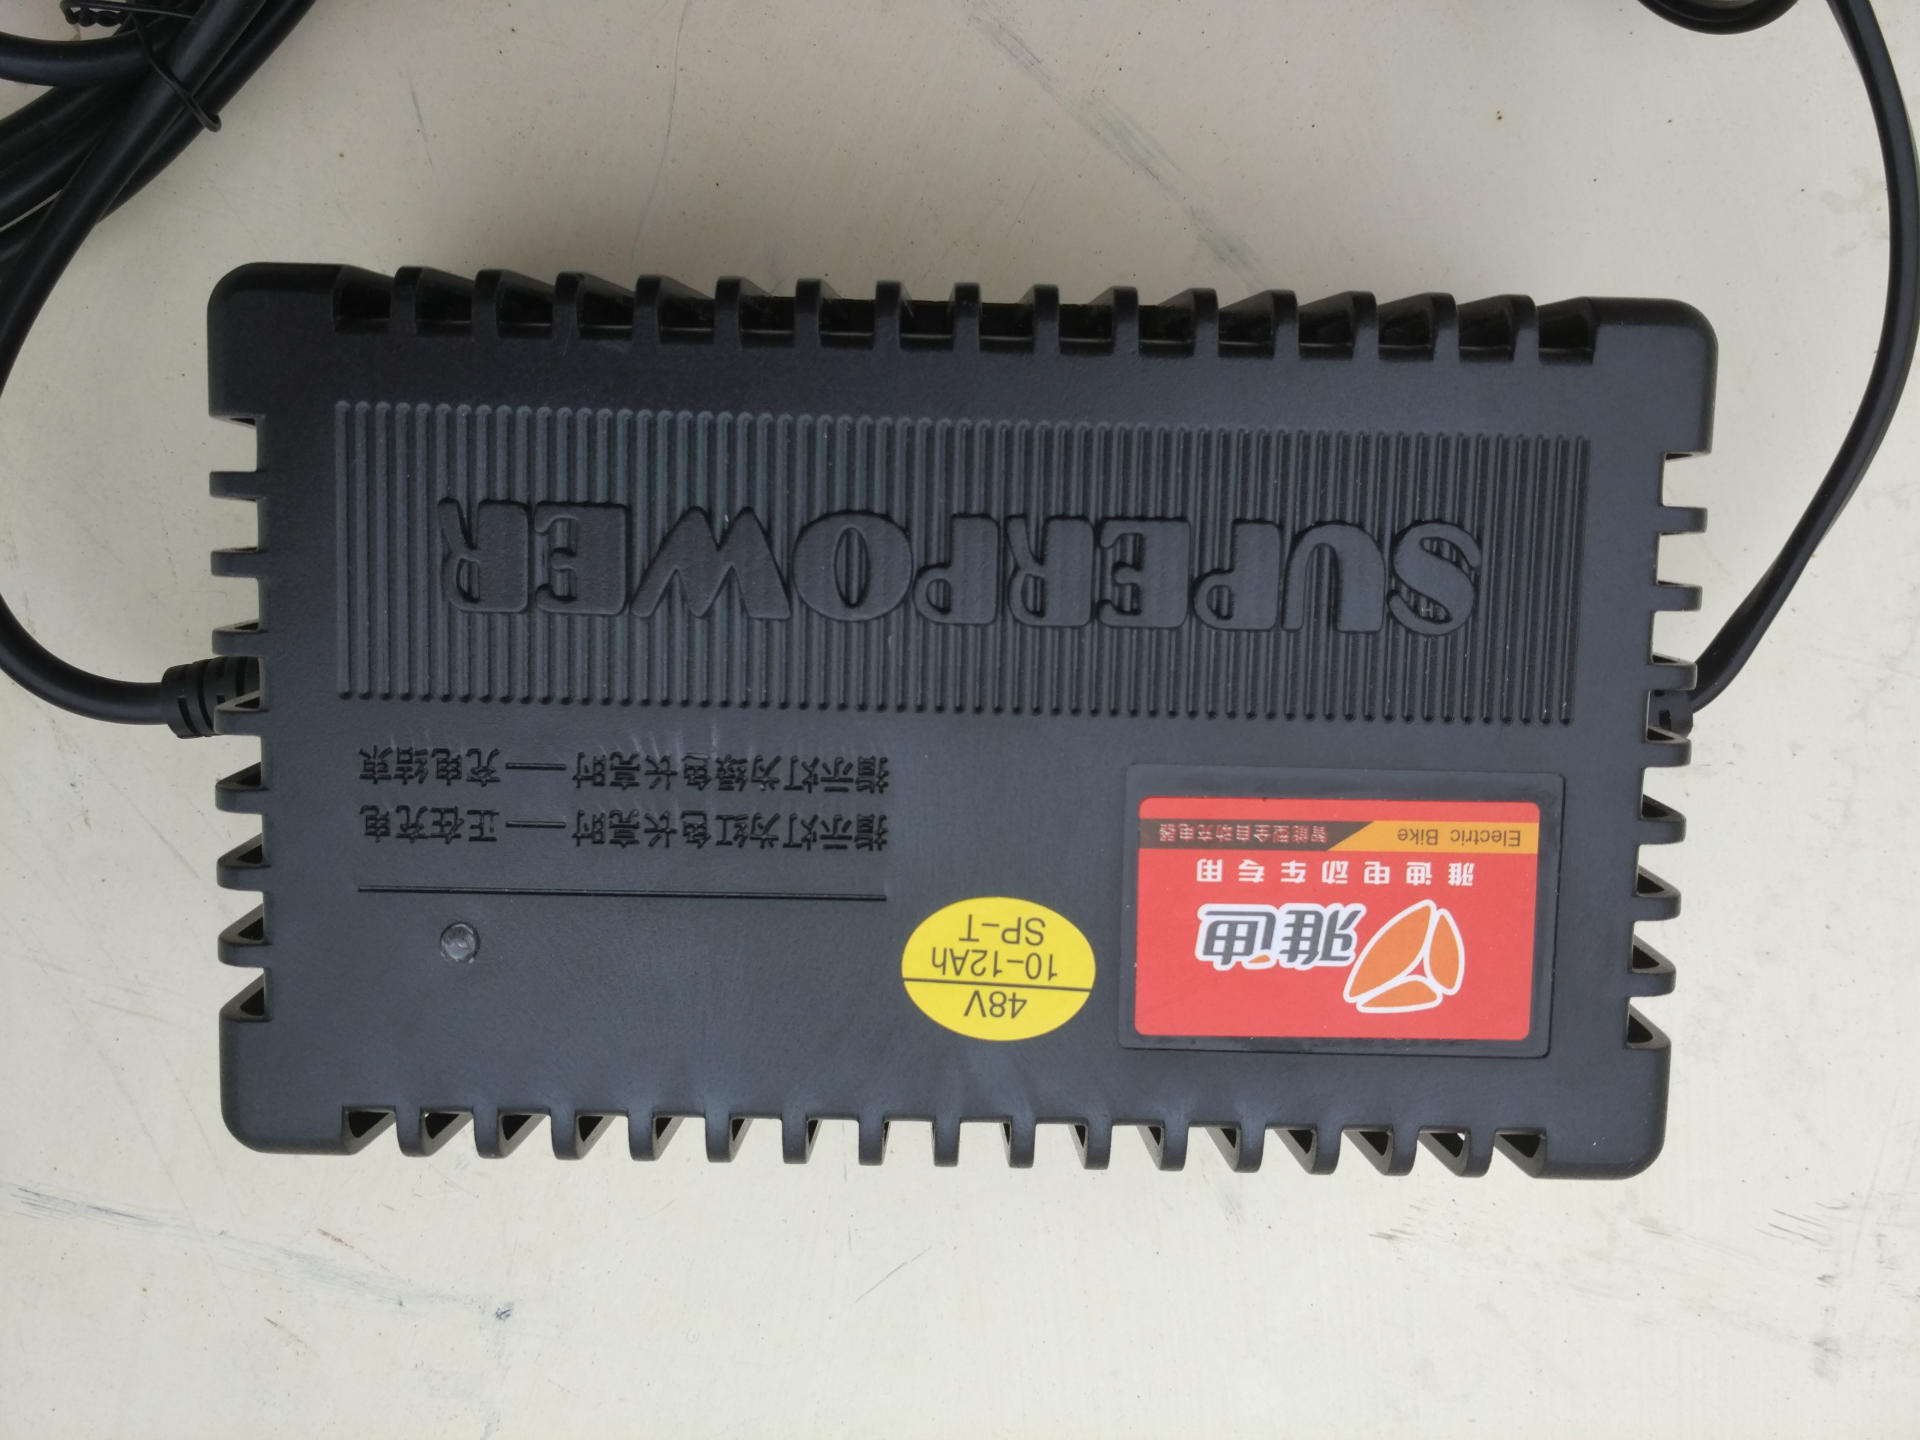 雅迪
雅迪电动车专用
Electric Bike 智能型全自动充电器
48V
10-12Ah
SP-T
指示灯为红色长亮时——正在充电
指示灯为绿色长亮时——充电结束
SUPERPOWER